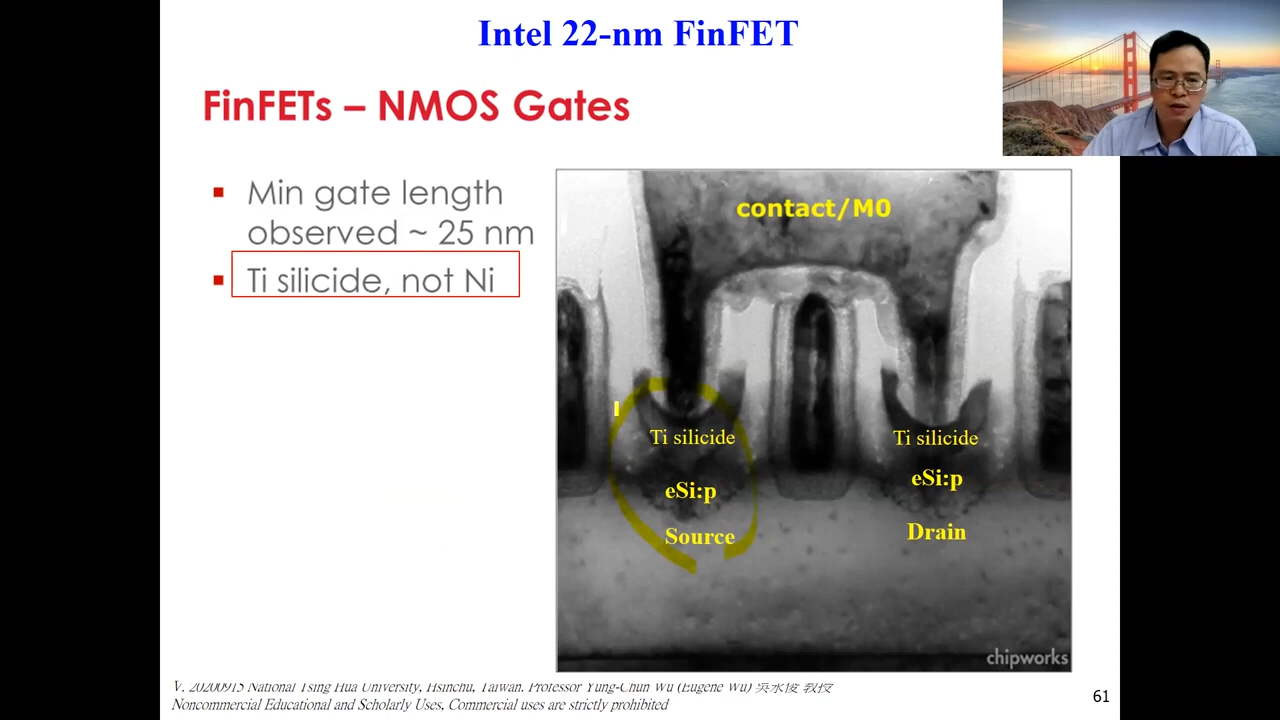 Intel 22-nm FinFET
FinFETs – NMOS Gates
▪ Min gate length
observed ~ 25 nm
▪ Ti silicide, not Ni
contact/M0
Ti silicide
Ti silicide
eSi:p
eSi:p
Source
Drain
chipworks
V. 20200915 National Tsing Hua University, Hsinchu, Taiwan. Professor Yung-Chun Wu (Eugene Wu) 吳永俊 教授
Noncommercial Educational and Scholarly Uses, Commercial uses are strictly prohibited
61